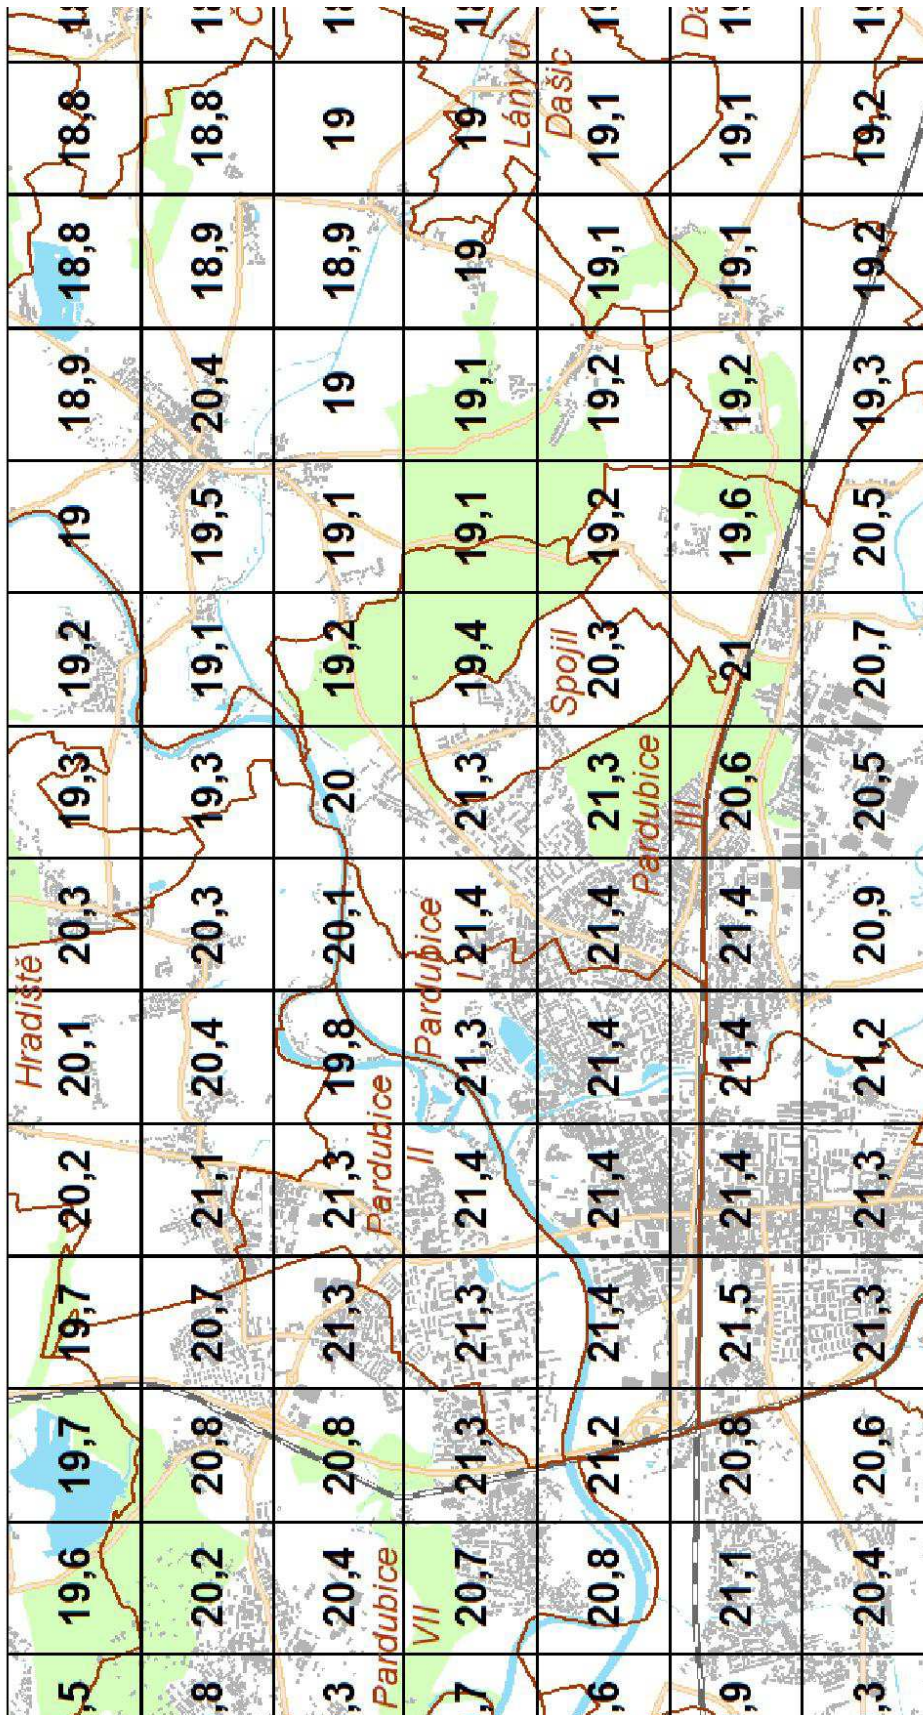 Hradiště
,5 19,6 19,7 19,7 20,2 20,1 20,3 19,3 19,2 19 18,9 18,8 18,8
,8 20,2 20,8 20,7 21,1 20,4 20,3 19,3 19,1 19,5 20,4 18,9 18,8
,3 20,4 20,8 21,3 21,3 19,8 20,1 20 19,2 19,1 19 18,9 19
Pardubice
VII
Pardubice
II
Pardubice
I
,7 20,7 21,3 21,3 21,4 21,3 21,4 21,3 19,4 19,1 19,1 19 19
Lány u
Dašic
Spojil
,6 20,8 21,2 21,4 21,4 21,4 21,4 21,3 20,3 19,2 19,2 19,1 19,1
Pardubice
III
,9 21,1 20,8 21,5 21,4 21,4 21,4 20,6 21 19,6 19,2 19,1 19,1
,3 20,4 20,6 21,3 21,3 21,2 20,9 20,5 20,7 20,5 19,3 19,2 19,2